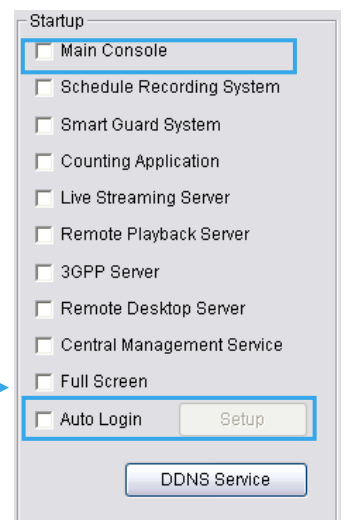 Startup
Main Console
Schedule Recording System
Smart Guard System
Counting Application
Live Streaming Server
Remote Playback Server
3GPP Server
Remote Desktop Server
Central Management Service
Full Screen
Auto Login Setup
DDNS Service